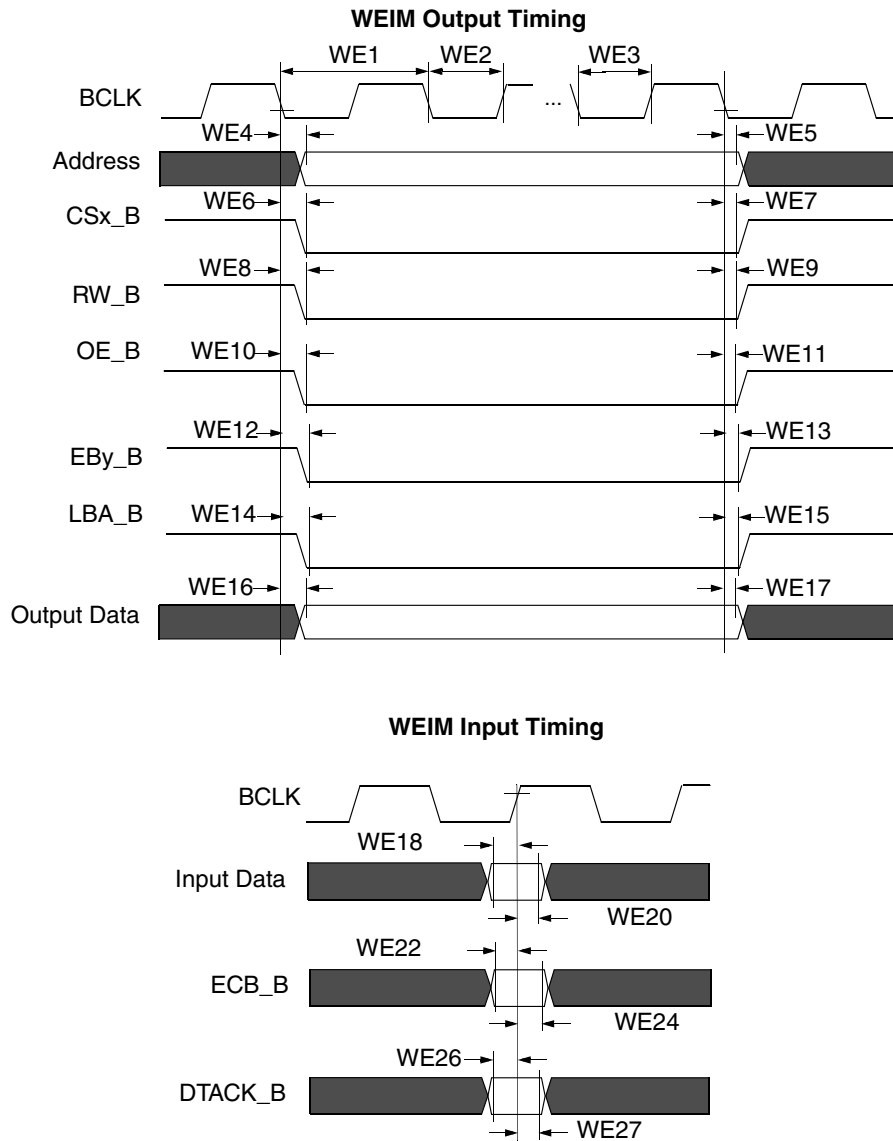 WEIM Output Timing
WE1 WE2 WE3
BCLK ...
WE4 WE5
Address
WE6 WE7
CSx_B
WE8 WE9
RW_B
OE_B
WE10 WE11
WE12 WE13
EBy_B
LBA_B
WE14 WE15
WE16 WE17
Output Data
WEIM Input Timing
BCLK
WE18
Input Data
WE20
WE22
ECB_B
WE24
WE26
DTACK_B
WE27